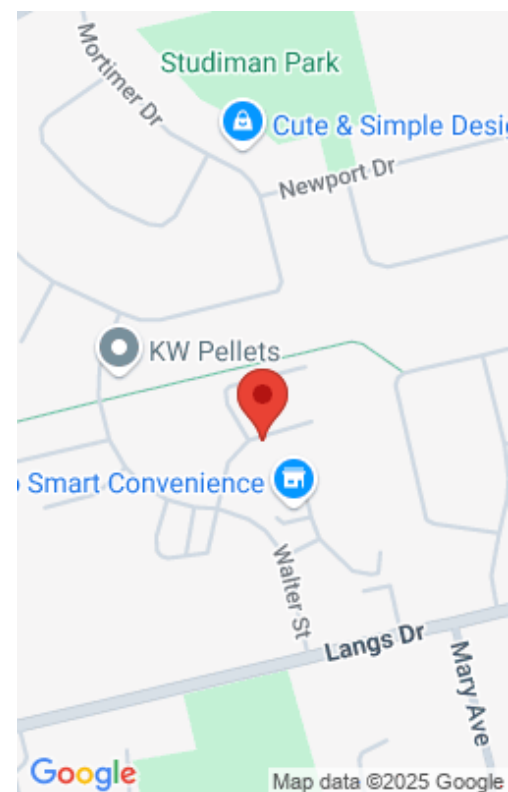 Mortimer Dr
Studiman Park
Cute & Simple Desi
Newport Dr
KW Pellets
Smart Convenience
Walter St
Langs Dr
Mary Ave
Google
Map data ©2025 Google